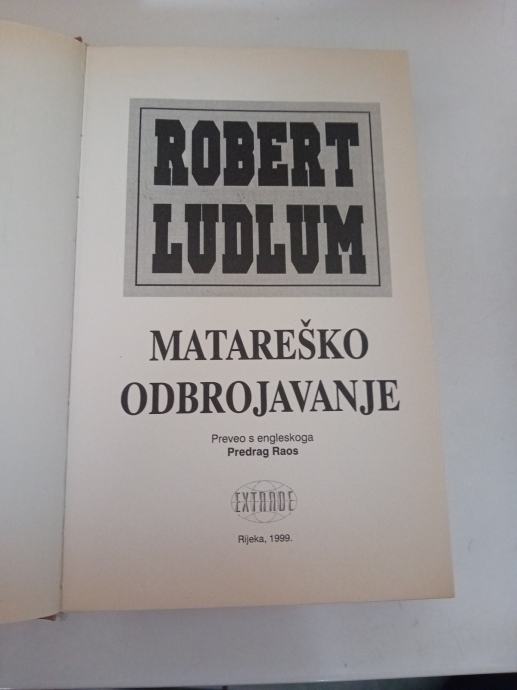 ROBERT
LUDLUM
MATAREŠKO
ODBROJAVANJE
Preveo s engleskoga
Predrag Raos
EXTRADE
Rijeka, 1999.